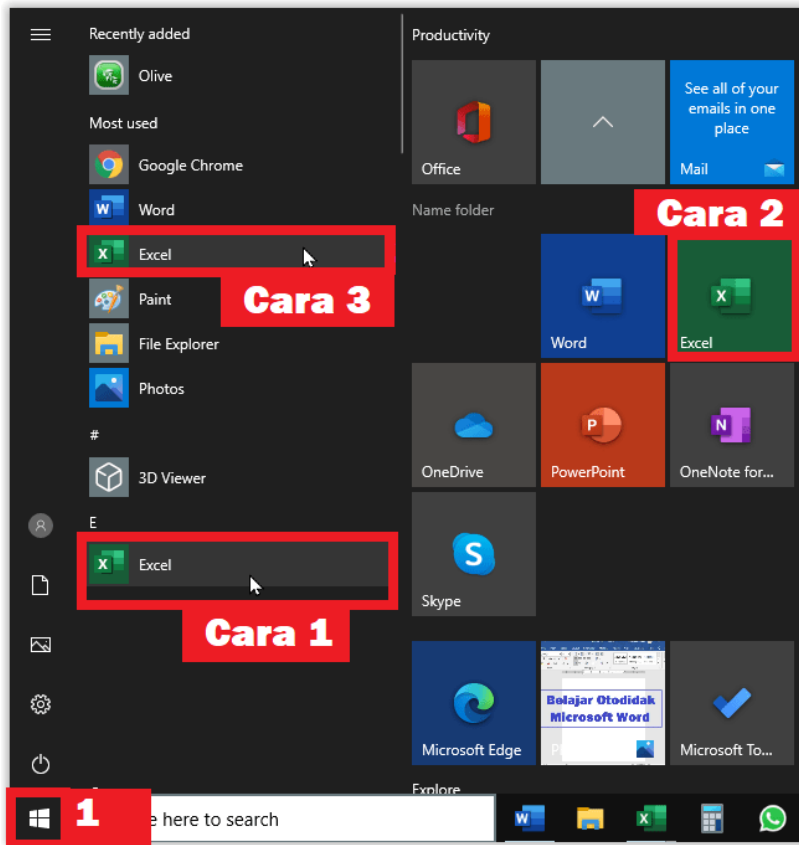 Recently added
Olive
Most used
Google Chrome
Word
Excel
Cara 3
Paint
File Explorer
Photos
#
3D Viewer
E
Excel
Cara 1
Productivity
Office
See all of your
emails in one
place
Mail
Name folder
Cara 2
Word
Excel
OneDrive
PowerPoint
OneNote for...
Skype
Microsoft Edge
Belajar Otodidak
Microsoft Word
Microsoft To...
Explore
1
here to search